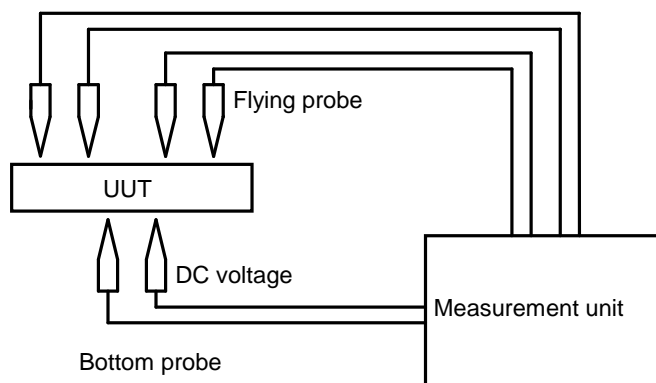 Flying probe
UUT
DC voltage
Measurement unit
Bottom probe